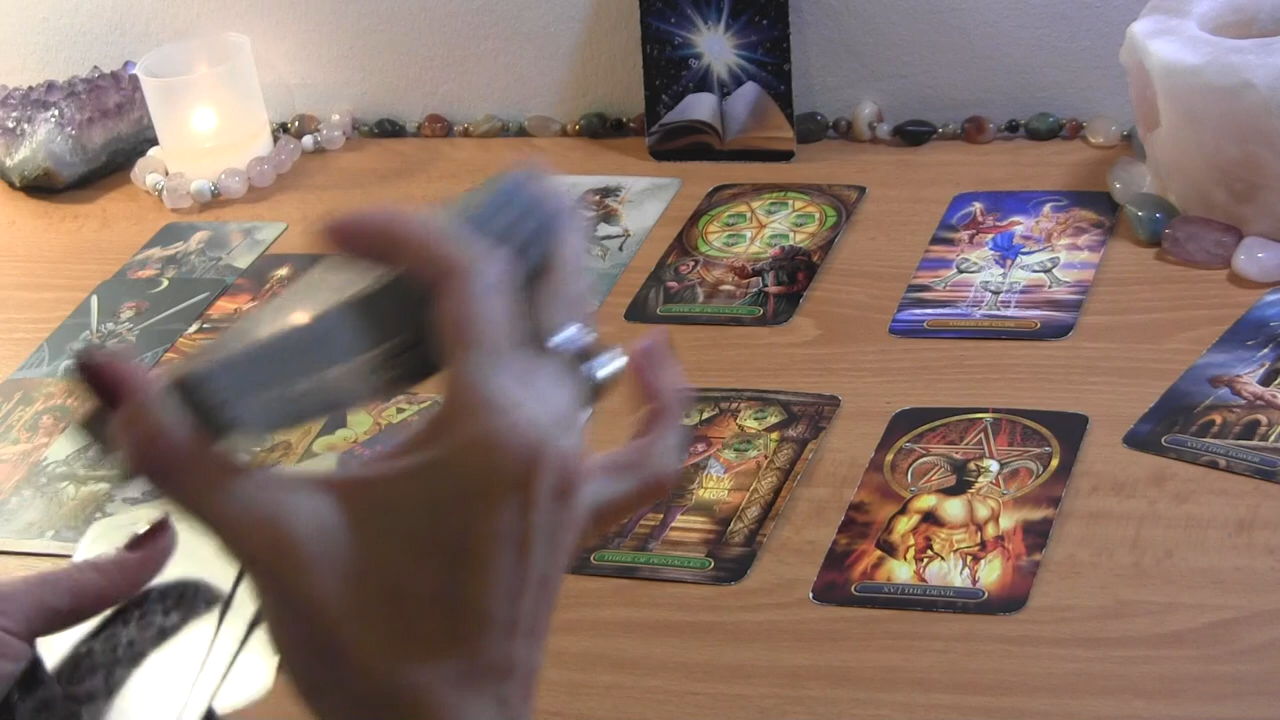 FIVE OF PENTACLES
THREE OF CUPS
XVI | THE TOWER
THREE OF PENTACLES
XV | THE DEVIL